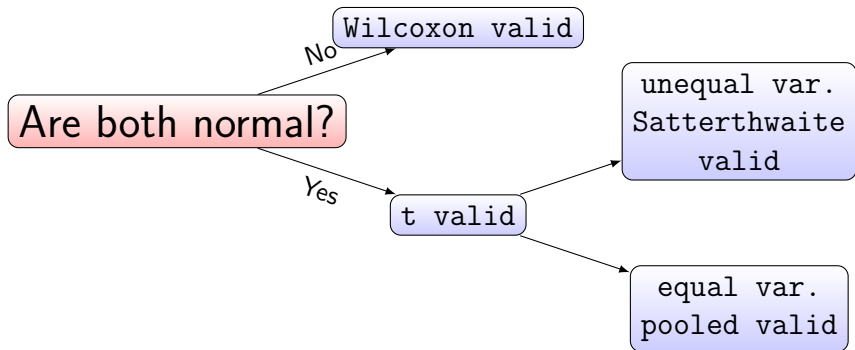 Wilcoxon valid
No
Are both normal?
Yes
t valid
unequal var.
Satterthwaite
valid
equal var.
pooled valid